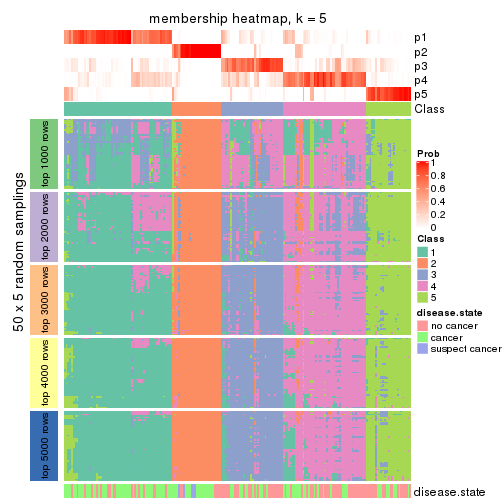 membership heatmap, k = 5
p1
p2
p3
p4
p5
Class
50 x 5 random samplings
top 1000 rows
top 2000 rows
top 3000 rows
top 4000 rows
top 5000 rows
Prob
1
0.8
0.6
0.4
0.2
0
Class
1
2
3
4
5
disease.state
no cancer
cancer
suspect cancer
disease.state